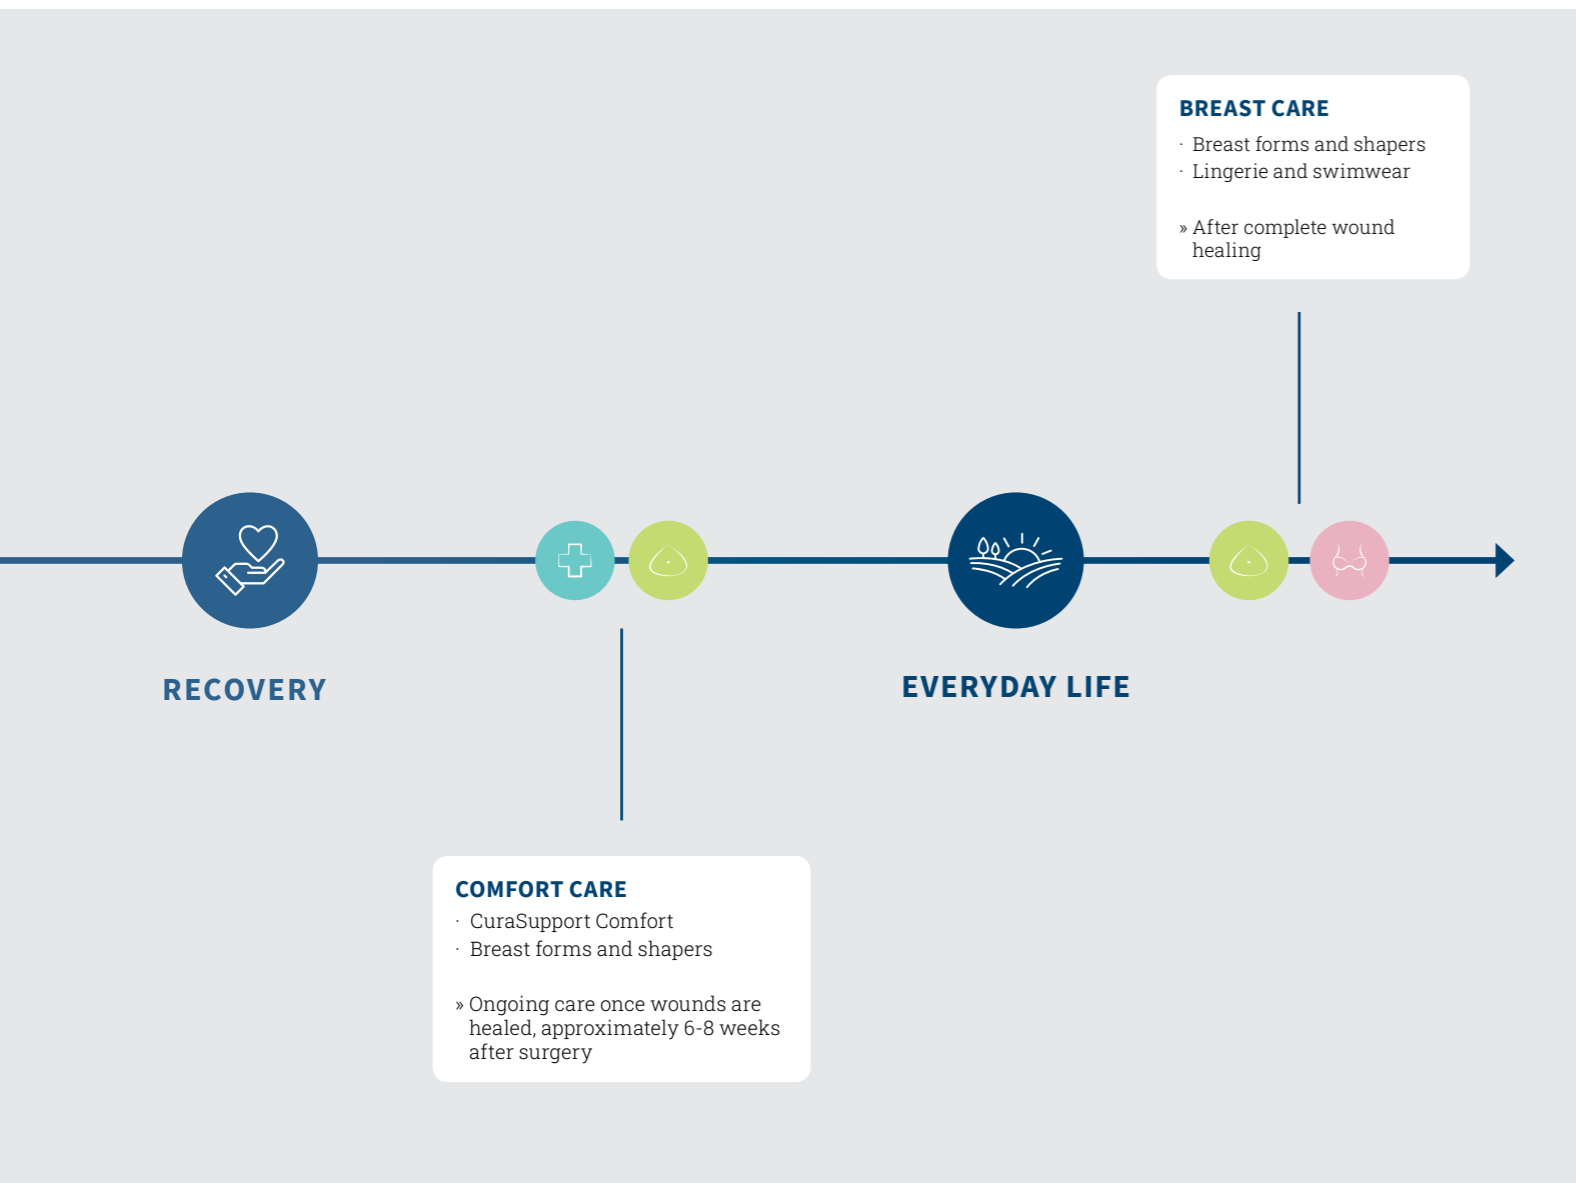 BREAST CARE
· Breast forms and shapers
· Lingerie and swimwear
» After complete wound
healing
RECOVERY
EVERYDAY LIFE
COMFORT CARE
· CuraSupport Comfort
· Breast forms and shapers
» Ongoing care once wounds are
healed, approximately 6-8 weeks
after surgery